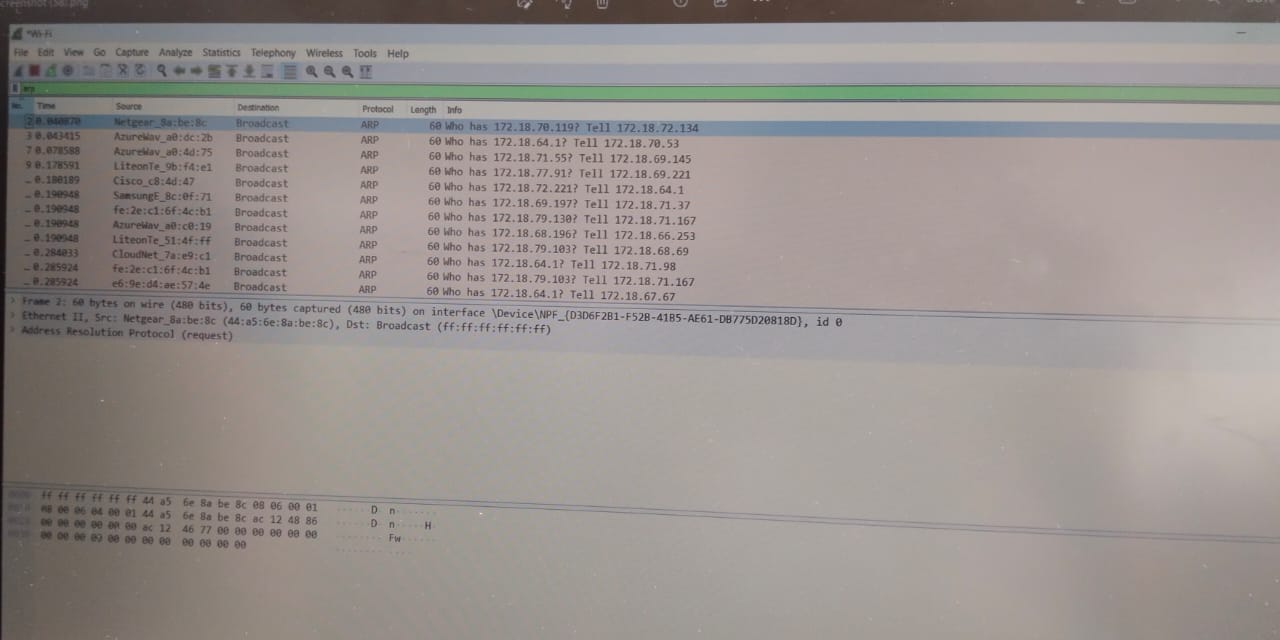 creenshot (58).png
*Wi-Fi
File Edit View Go Capture Analyze Statistics Telephony Wireless Tools Help
arp
No. Time Source Destination Protocol Length Info
2 0.040870 Netgear_8a:be:8c Broadcast ARP 60 Who has 172.18.70.119? Tell 172.18.72.134
3 0.043415 AzureWav_a0:dc:2b Broadcast ARP 60 Who has 172.18.64.1? Tell 172.18.70.53
7 0.078588 AzureWav_a0:4d:75 Broadcast ARP 60 Who has 172.18.71.55? Tell 172.18.69.145
9 0.178591 LiteonTe_9b:f4:e1 Broadcast ARP 60 Who has 172.18.77.91? Tell 172.18.69.221
… 0.180189 Cisco_c8:4d:47 Broadcast ARP 60 Who has 172.18.72.221? Tell 172.18.64.1
… 0.190948 SamsungE_8c:0f:71 Broadcast ARP 60 Who has 172.18.69.197? Tell 172.18.71.37
… 0.190948 fe:2e:c1:6f:4c:b1 Broadcast ARP 60 Who has 172.18.79.130? Tell 172.18.71.167
… 0.190948 AzureWav_a0:c0:19 Broadcast ARP 60 Who has 172.18.68.196? Tell 172.18.66.253
… 0.190948 LiteonTe_51:4f:ff Broadcast ARP 60 Who has 172.18.79.103? Tell 172.18.68.69
… 0.284033 CloudNet_7a:e9:c1 Broadcast ARP 60 Who has 172.18.64.1? Tell 172.18.71.98
… 0.285924 fe:2e:c1:6f:4c:b1 Broadcast ARP 60 Who has 172.18.79.103? Tell 172.18.71.167
… 0.285924 e6:9e:d4:ae:57:4e Broadcast ARP 60 Who has 172.18.64.1? Tell 172.18.67.67
Frame 2: 60 bytes on wire (480 bits), 60 bytes captured (480 bits) on interface \Device\NPF_{D3D6F2B1-F52B-41B5-AE61-DB775D20818D}, id 0
Ethernet II, Src: Netgear_8a:be:8c (44:a5:6e:8a:be:8c), Dst: Broadcast (ff:ff:ff:ff:ff:ff)
Address Resolution Protocol (request)
0000 ff ff ff ff ff ff 44 a5 6e 8a be 8c 08 06 00 01 ······D· n·······
0010 08 00 06 04 00 01 44 a5 6e 8a be 8c ac 12 48 86 ······D· n·····H·
0020 00 00 00 00 00 00 ac 12 46 77 00 00 00 00 00 00 ········ Fw······
0030 00 00 00 00 00 00 00 00 00 00 00 00 ········ ····